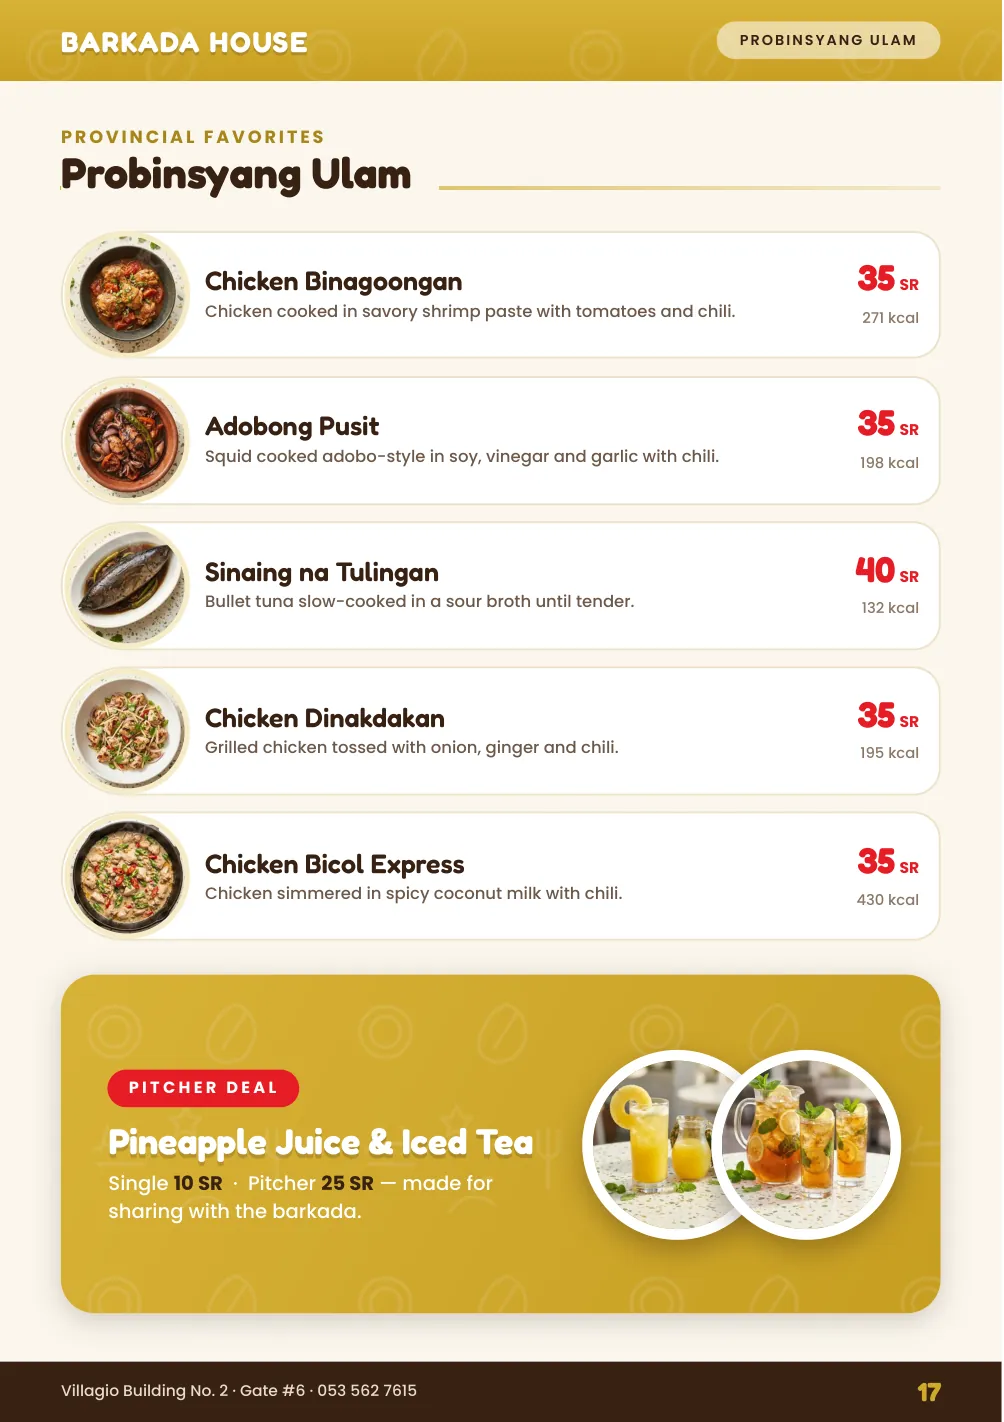 BARKADA HOUSE
PROBINSYANG ULAM
PROVINCIAL FAVORITES
Probinsyang Ulam
Chicken Binagoongan
Chicken cooked in savory shrimp paste with tomatoes and chili.
35 SR
271 kcal
Adobong Pusit
Squid cooked adobo-style in soy, vinegar and garlic with chili.
35 SR
198 kcal
Sinaing na Tulingan
Bullet tuna slow-cooked in a sour broth until tender.
40 SR
132 kcal
Chicken Dinakdakan
Grilled chicken tossed with onion, ginger and chili.
35 SR
195 kcal
Chicken Bicol Express
Chicken simmered in spicy coconut milk with chili.
35 SR
430 kcal
PITCHER DEAL
Pineapple Juice & Iced Tea
Single 10 SR · Pitcher 25 SR — made for
sharing with the barkada.
Villagio Building No. 2 · Gate #6 · 053 562 7615
17